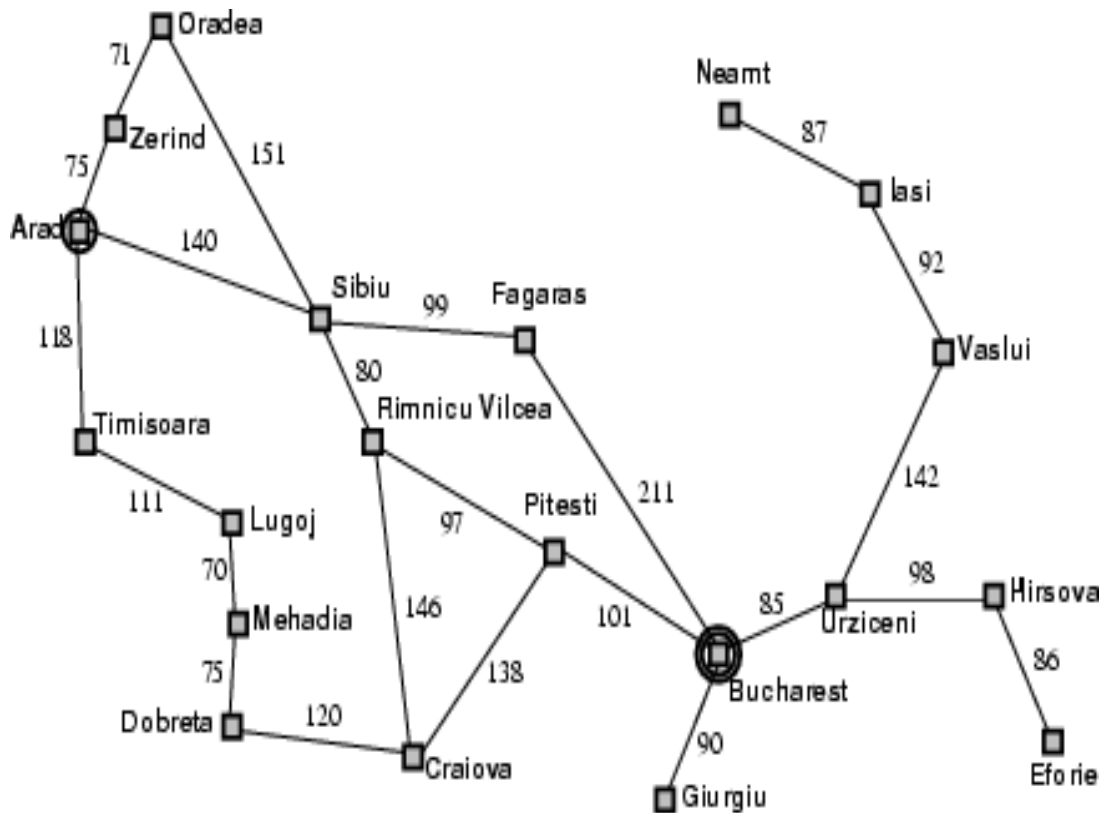 Oradea
71
Neamt
87
Zerind
75
151
Iasi
Arad
140
92
Sibiu
Fagaras
99
118
Vaslui
80
Rimnicu Vilcea
Timisoara
142
211
111
Pitesti
Lugoj
97
70
98
Hirsova
146
85
Mehadia
101
Urziceni
86
75
138
Bucharest
Dobreta
120
90
Craiova
Eforie
Giurgiu